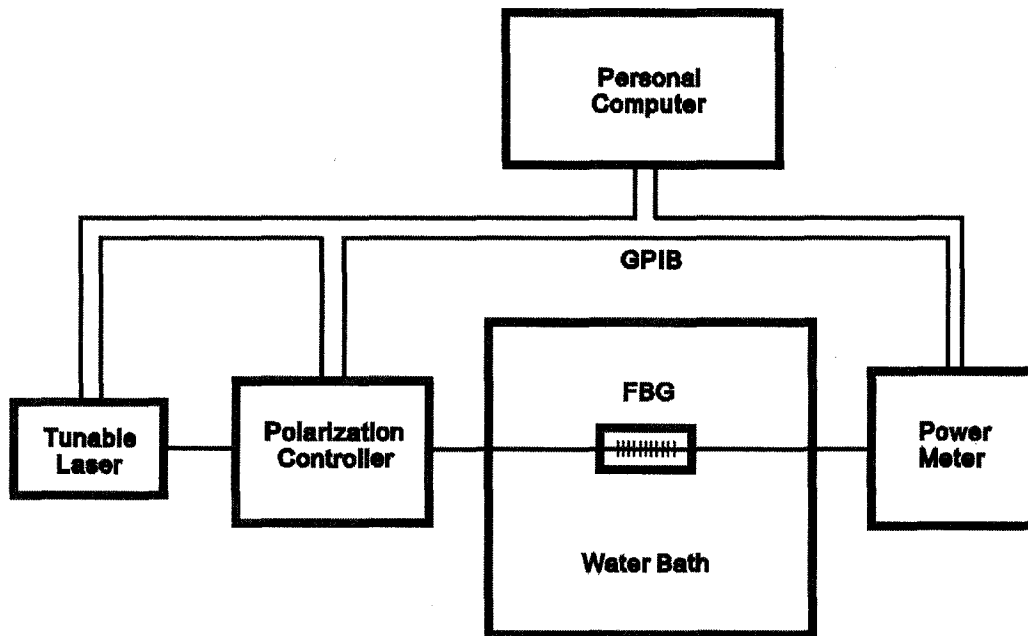 Personal
Computer
GPIB
FBG
Tunable
Laser
Polarization
Controller
Power
Meter
Water Bath